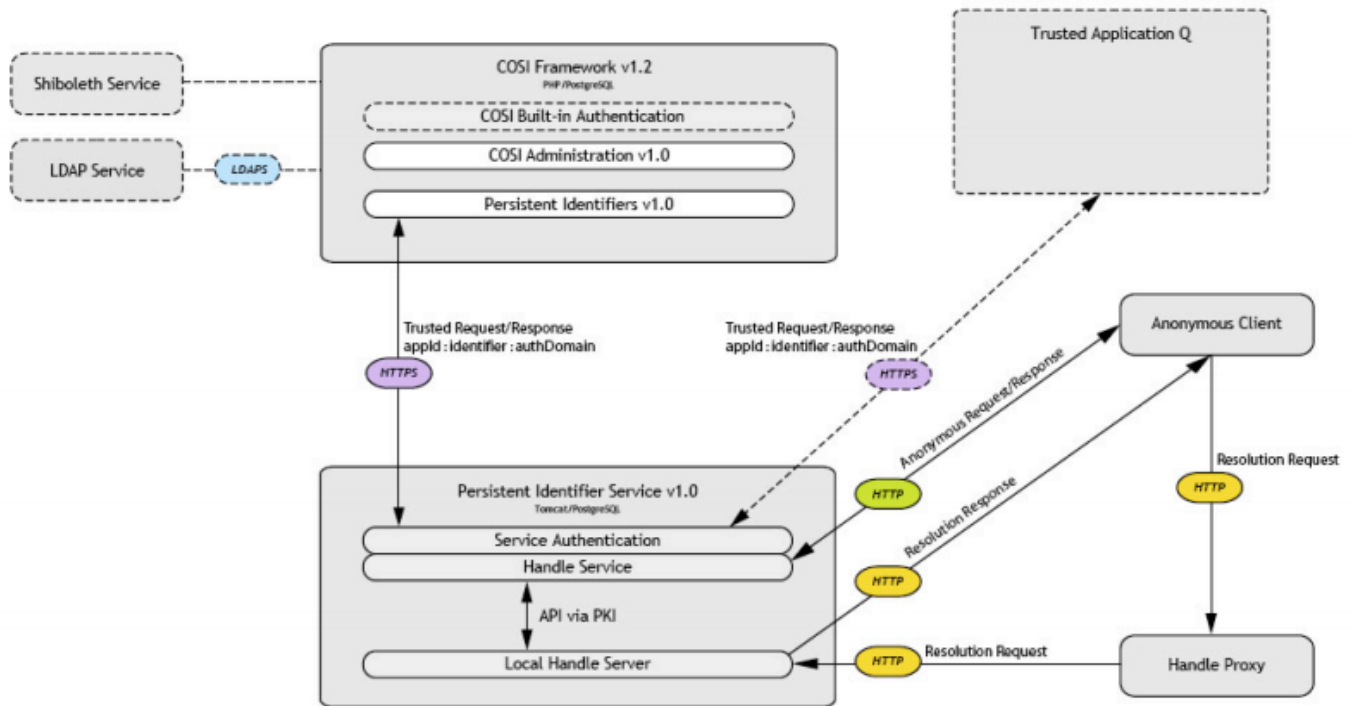 Trusted Application Q
COSI Framework v1.2
PHP/PostgreSQL
Shiboleth Service
COSI Built-in Authentication
COSI Administration v1.0
LDAP Service
LDAPS
Persistent Identifiers v1.0
Trusted Request/Response
appId : identifier : authDomain
HTTPS
Trusted Request/Response
appId : identifier : authDomain
HTTPS
Anonymous Client
Anonymous Request/Response
HTTP
Resolution Request
HTTP
Resolution Response
HTTP
Persistent Identifier Service v1.0
Tomcat/PostgreSQL
Service Authentication
Handle Service
API via PKI
Local Handle Server
Resolution Request
HTTP
Handle Proxy